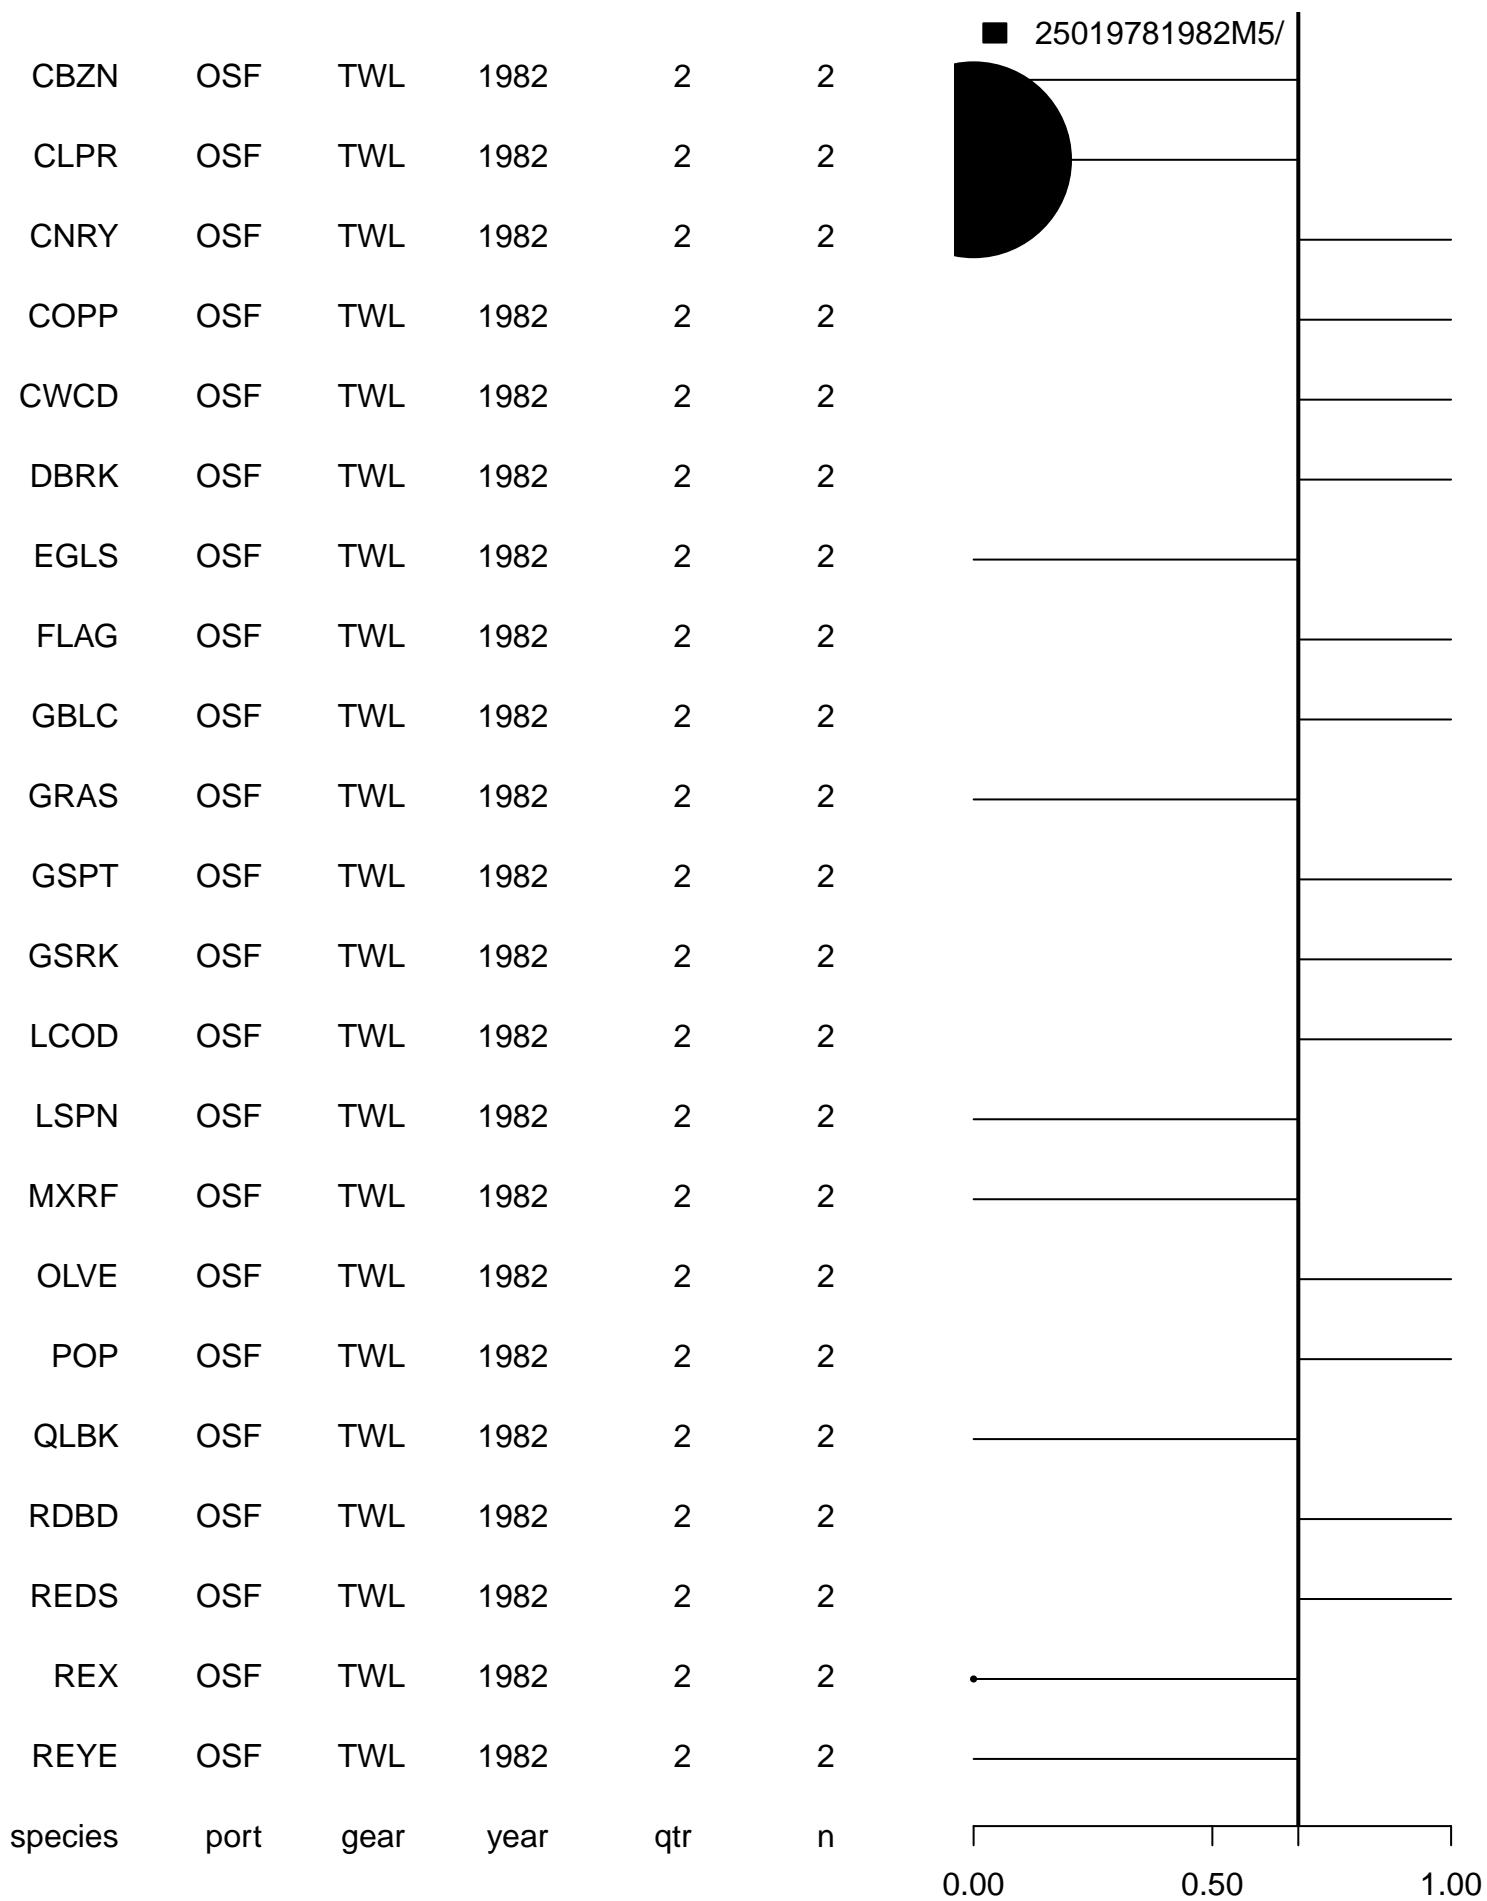 25019781982M5/
CBZN OSF TWL 1982 2 2
CLPR OSF TWL 1982 2 2
CNRY OSF TWL 1982 2 2
COPP OSF TWL 1982 2 2
CWCD OSF TWL 1982 2 2
DBRK OSF TWL 1982 2 2
EGLS OSF TWL 1982 2 2
FLAG OSF TWL 1982 2 2
GBLC OSF TWL 1982 2 2
GRAS OSF TWL 1982 2 2
GSPT OSF TWL 1982 2 2
GSRK OSF TWL 1982 2 2
LCOD OSF TWL 1982 2 2
LSPN OSF TWL 1982 2 2
MXRF OSF TWL 1982 2 2
OLVE OSF TWL 1982 2 2
POP OSF TWL 1982 2 2
QLBK OSF TWL 1982 2 2
RDBD OSF TWL 1982 2 2
REDS OSF TWL 1982 2 2
REX OSF TWL 1982 2 2
REYE OSF TWL 1982 2 2
species port gear year qtr n
0.00 0.50 1.00